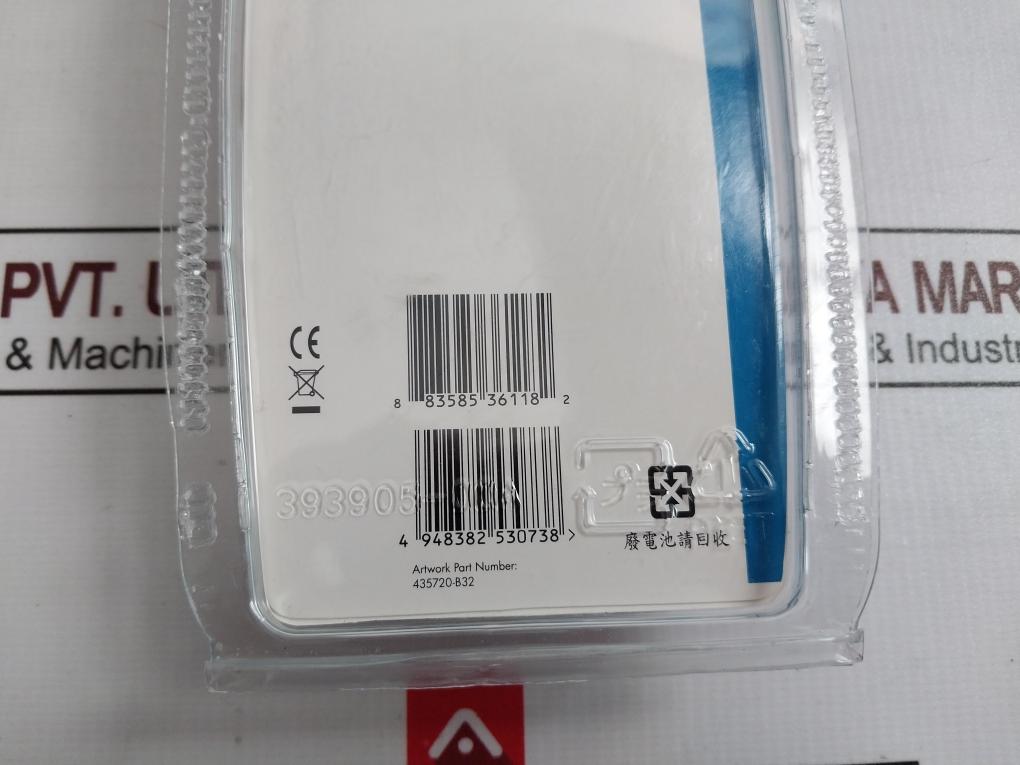 PVT.
A MAR
& Machiner
& Industr
CE
8 83585 36118 2
393905-
4 948382 530738 >
廢電池請回收
Artwork Part Number:
435720-B32